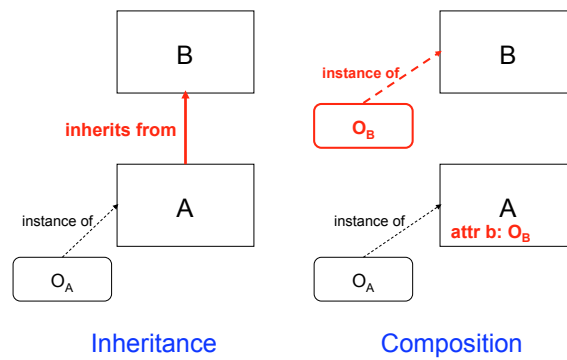 B
inherits from
A
instance of
O_A
Inheritance
B
instance of
O_B
A
attr b: O_B
instance of
O_A
Composition